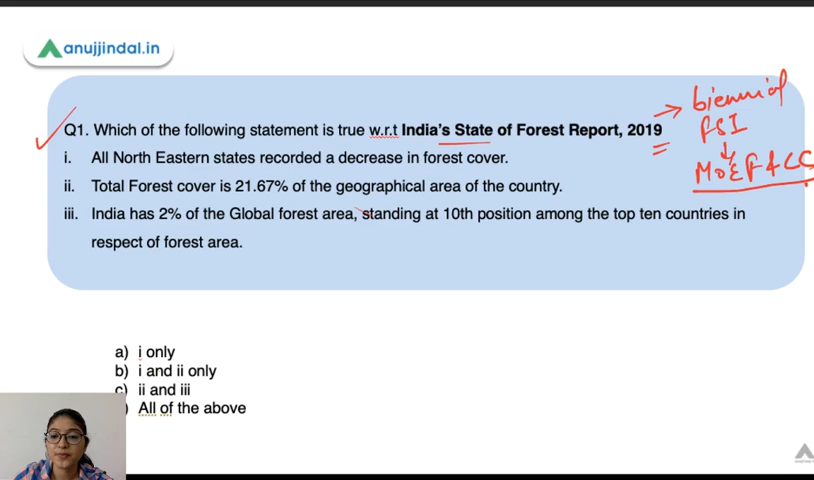 anujjindal.in
Q1. Which of the following statement is true w.r.t India's State of Forest Report, 2019
i. All North Eastern states recorded a decrease in forest cover.
ii. Total Forest cover is 21.67% of the geographical area of the country.
iii. India has 2% of the Global forest area, standing at 10th position among the top ten countries in
respect of forest area.
→ biennial
FSI
MoEF&CC
a) i only
b) i and ii only
c) ii and iii
) All of the above